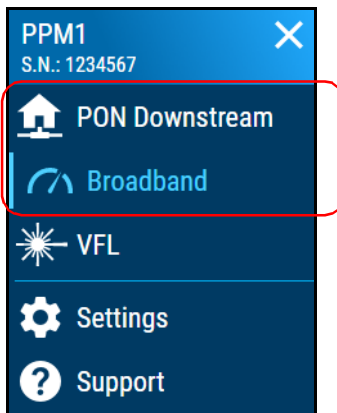 PPM1
S.N.: 1234567
PON Downstream
Broadband
VFL
Settings
Support